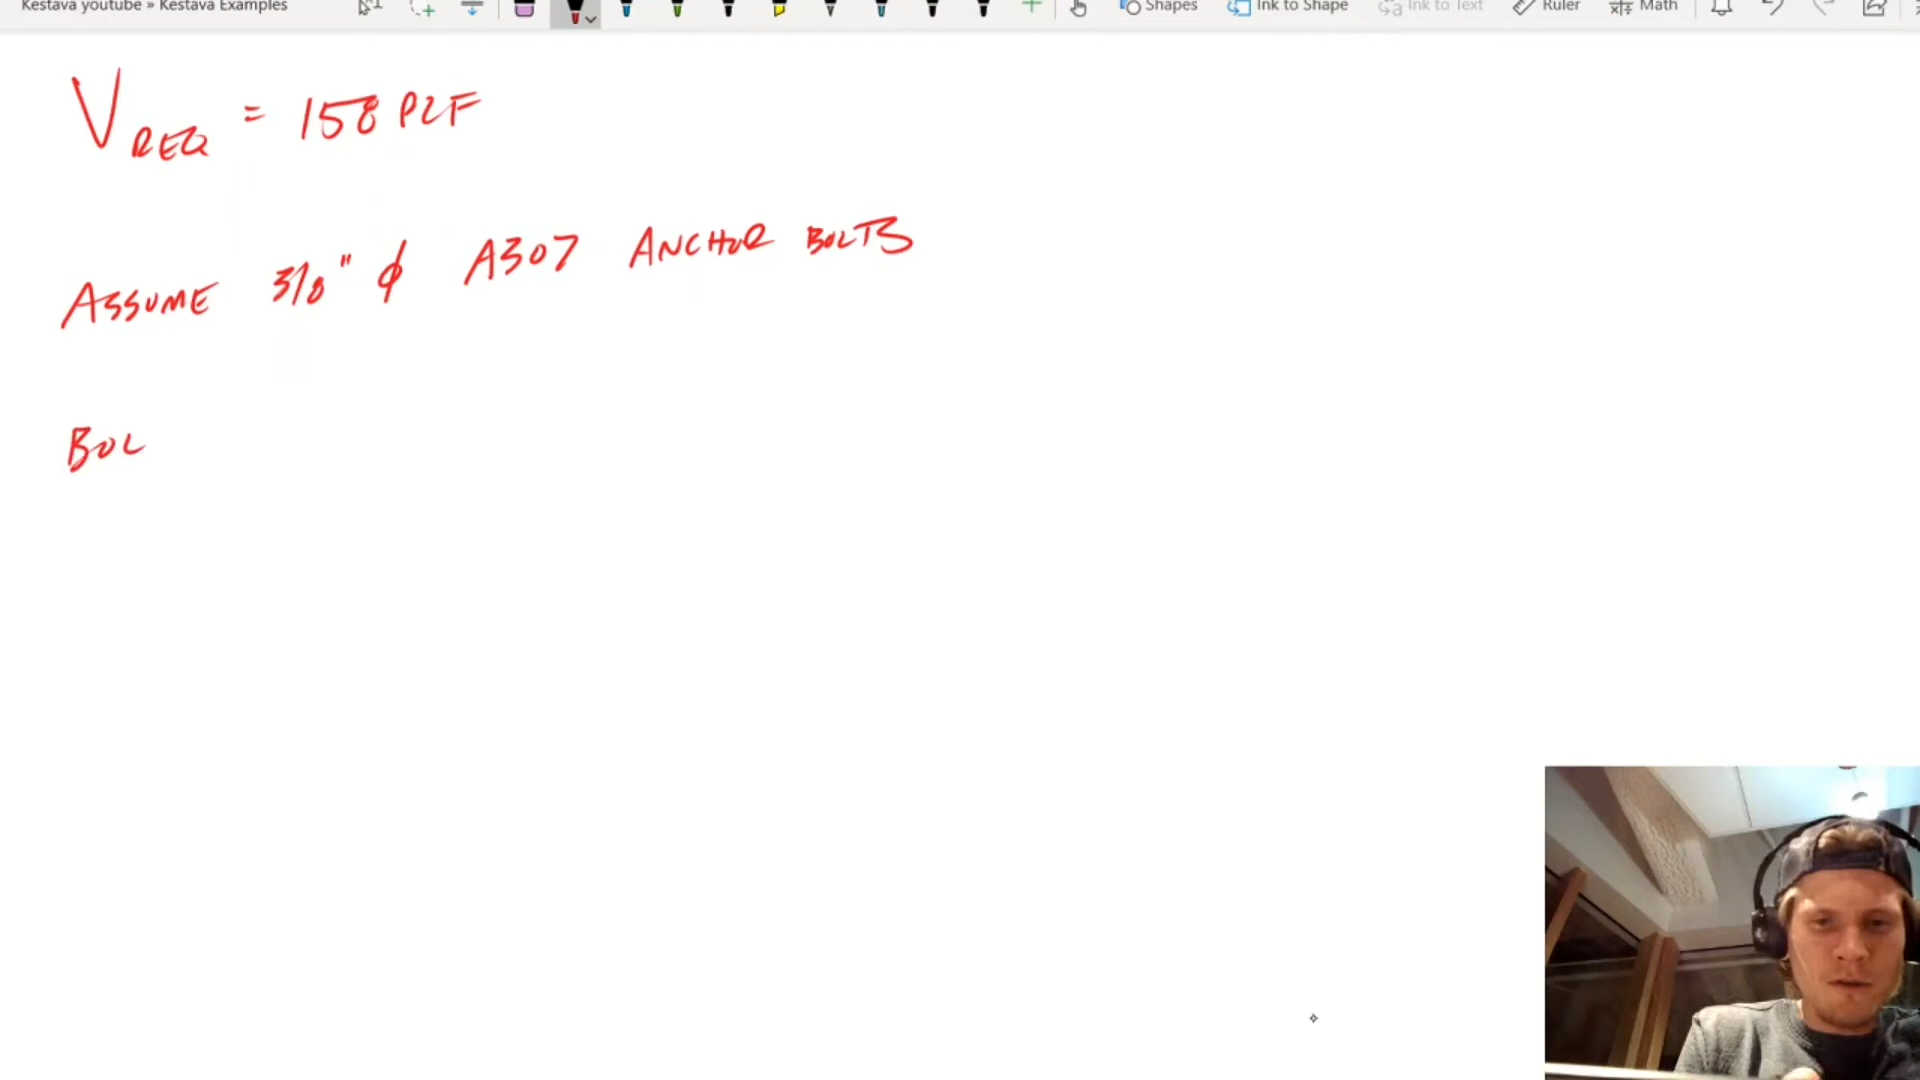 Kestava youtube » Kestava Examples Shapes Ink to Shape Ink to Text Ruler Math
VREQ = 158 PLF
ASSUME 3/8" ϕ A307 ANCHOR BOLTS
BOL